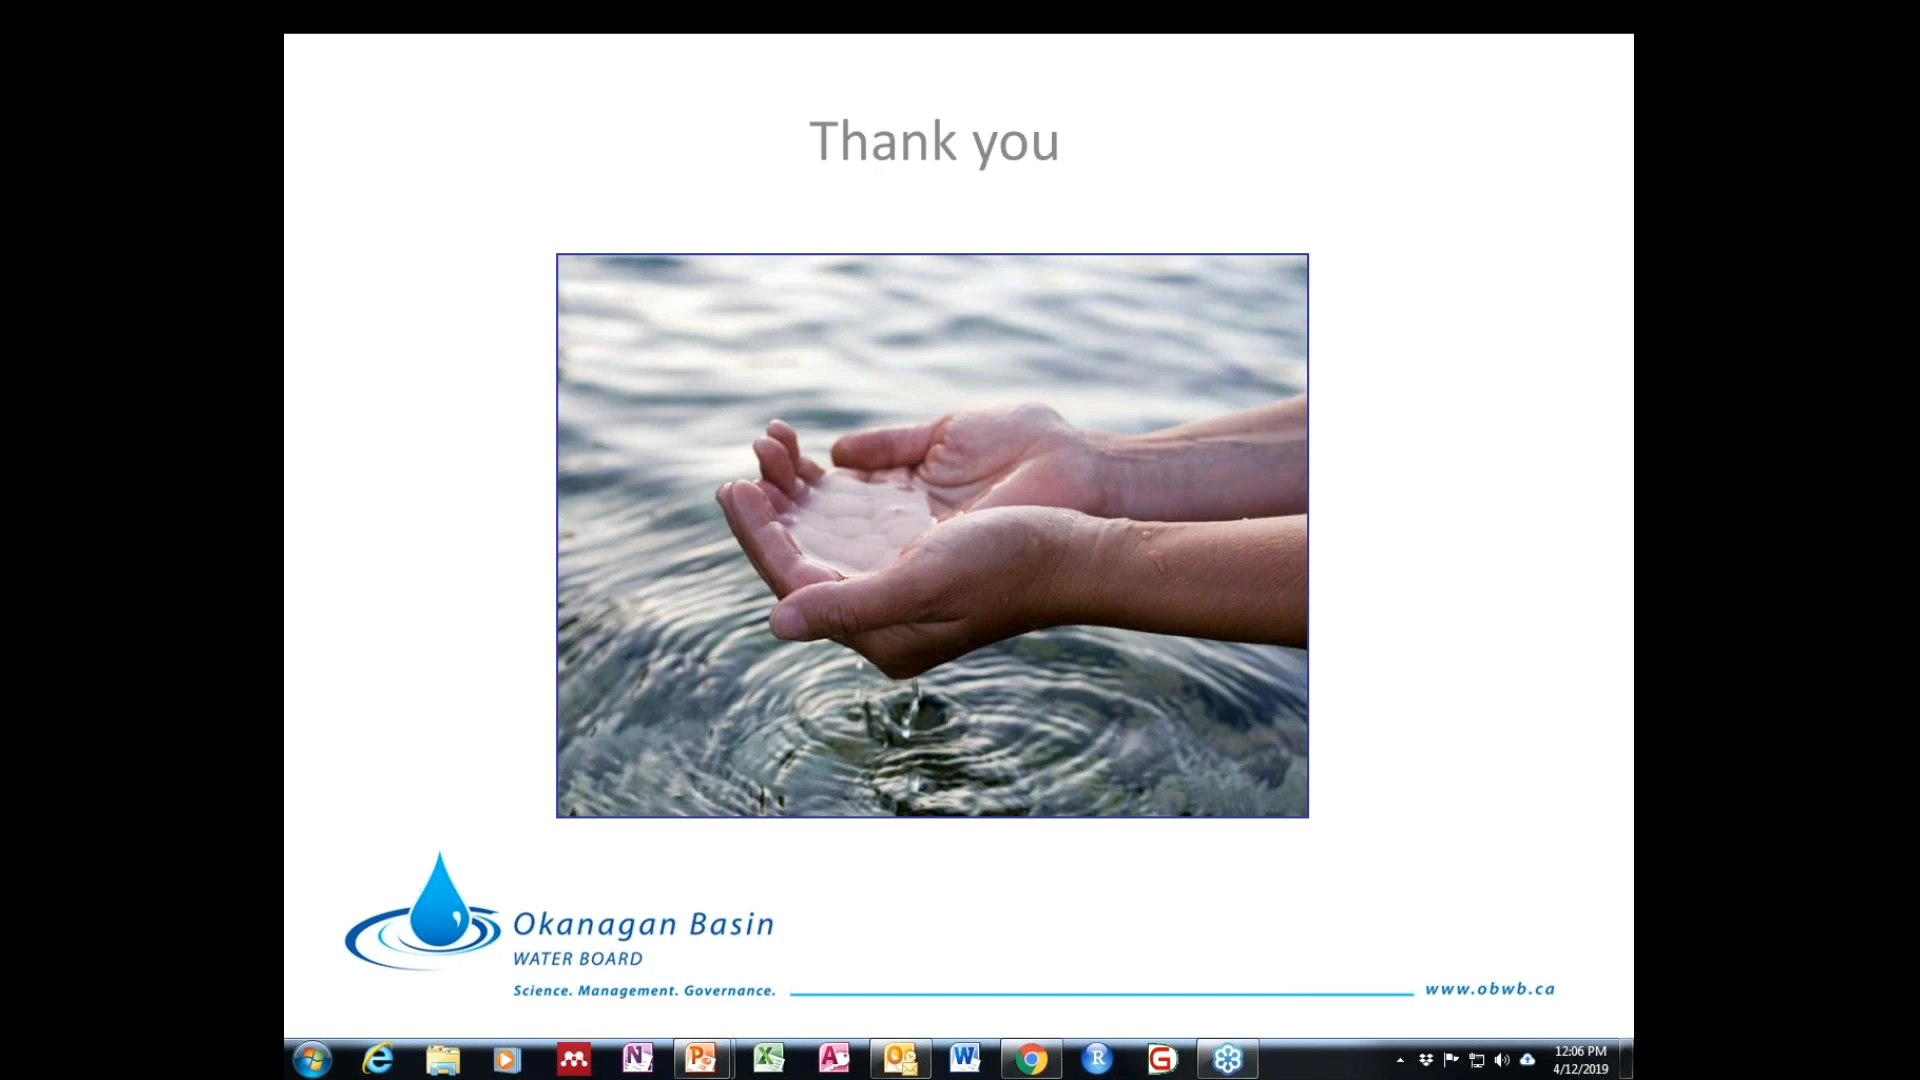 Thank you
Okanagan Basin
WATER BOARD
Science. Management. Governance.
www.obwb.ca
12:06 PM
4/12/2019